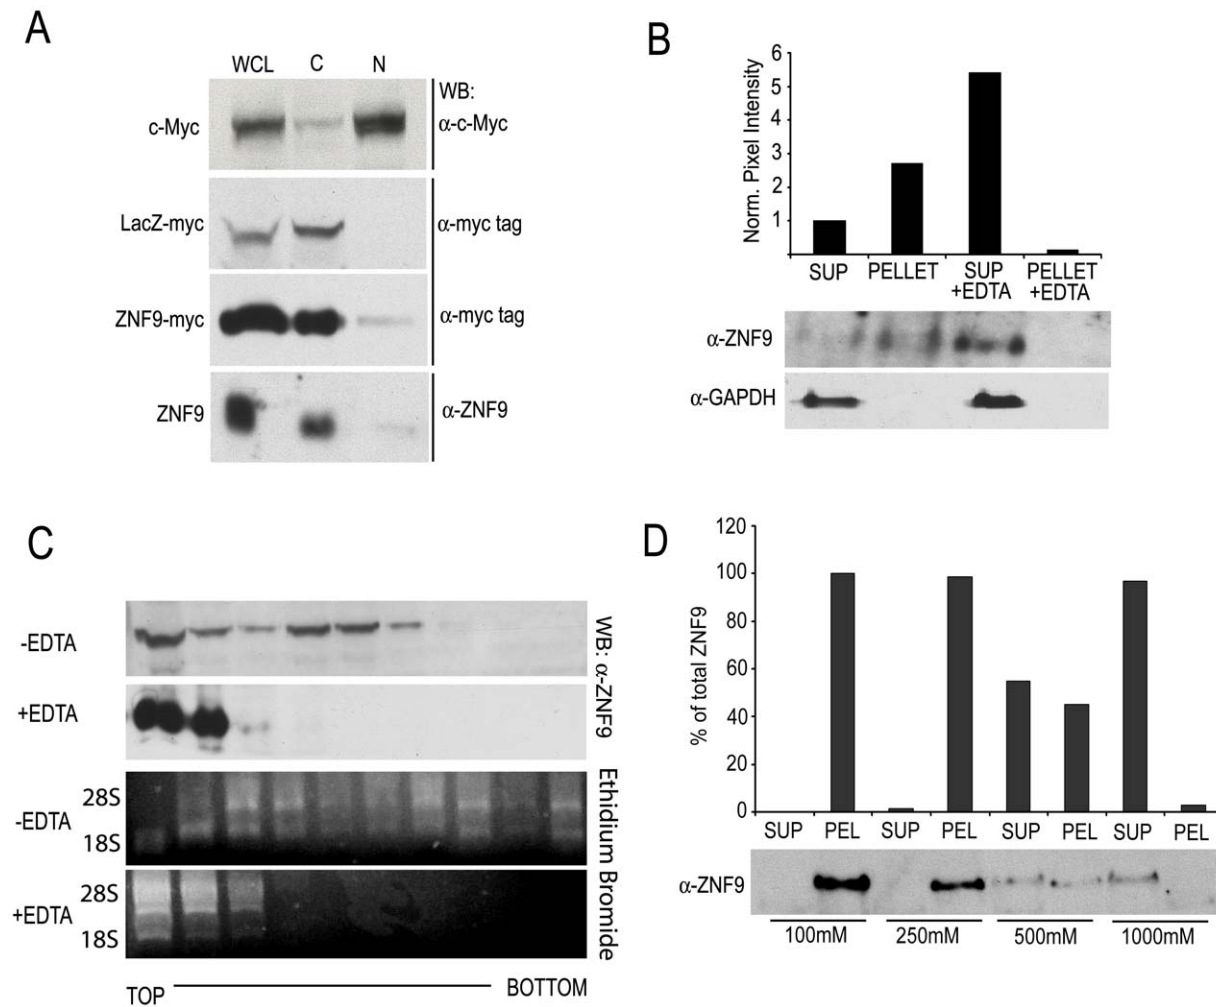 A
WCL C N
WB:
c-Myc α-c-Myc
LacZ-myc α-myc tag
ZNF9-myc α-myc tag
ZNF9 α-ZNF9
B
Norm. Pixel Intensity
6
5
4
3
2
1
SUP PELLET SUP +EDTA PELLET +EDTA
α-ZNF9
α-GAPDH
C
-EDTA
+EDTA
WB: α-ZNF9
28S
-EDTA
18S
28S
+EDTA
18S
Ethidium Bromide
TOP BOTTOM
D
% of total ZNF9
120
100
80
60
40
20
0
SUP PEL SUP PEL SUP PEL SUP PEL
α-ZNF9
100mM 250mM 500mM 1000mM